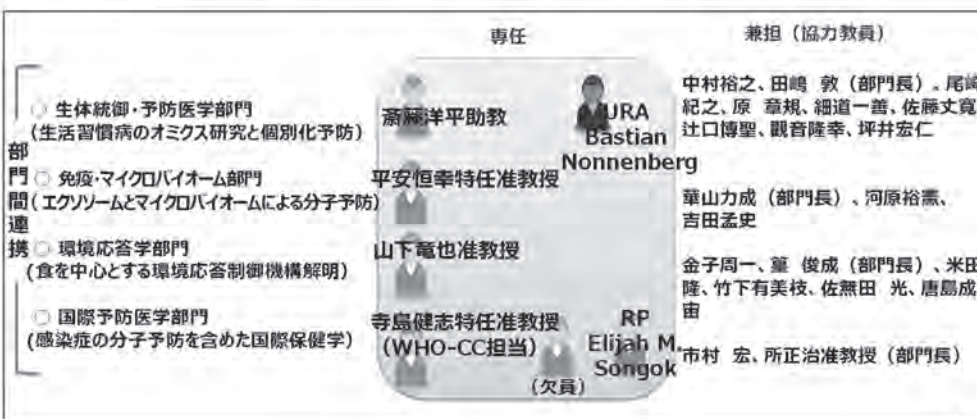 専任
兼担（協力教員）
部門間連携
○ 生体統御・予防医学部門
(生活習慣病のオミクス研究と個別化予防)
○ 免疫・マイクロバイオーム部門
(エクソソームとマイクロバイオームによる分子予防)
○ 環境応答学部門
(食を中心とする環境応答制御機構解明)
○ 国際予防医学部門
(感染症の分子予防を含めた国際保健学)
斎藤洋平助教
平安恒幸特任准教授
山下竜也准教授
寺島健志特任准教授
(WHO-CC担当)
(欠員)
URA
Bastian
Nonnenberg
RP
Elijah M.
Songok
中村裕之、田嶋 敦（部門長）、尾崎
紀之、原 章規、細道一善、佐藤丈寛
辻口博聖、觀音隆幸、坪井宏仁
華山力成（部門長）、河原裕憲、
吉田孟史
金子周一、篁 俊成（部門長）、米田
隆、竹下有美枝、佐無田 光、唐島成
宙
市村 宏、所正治准教授（部門長）